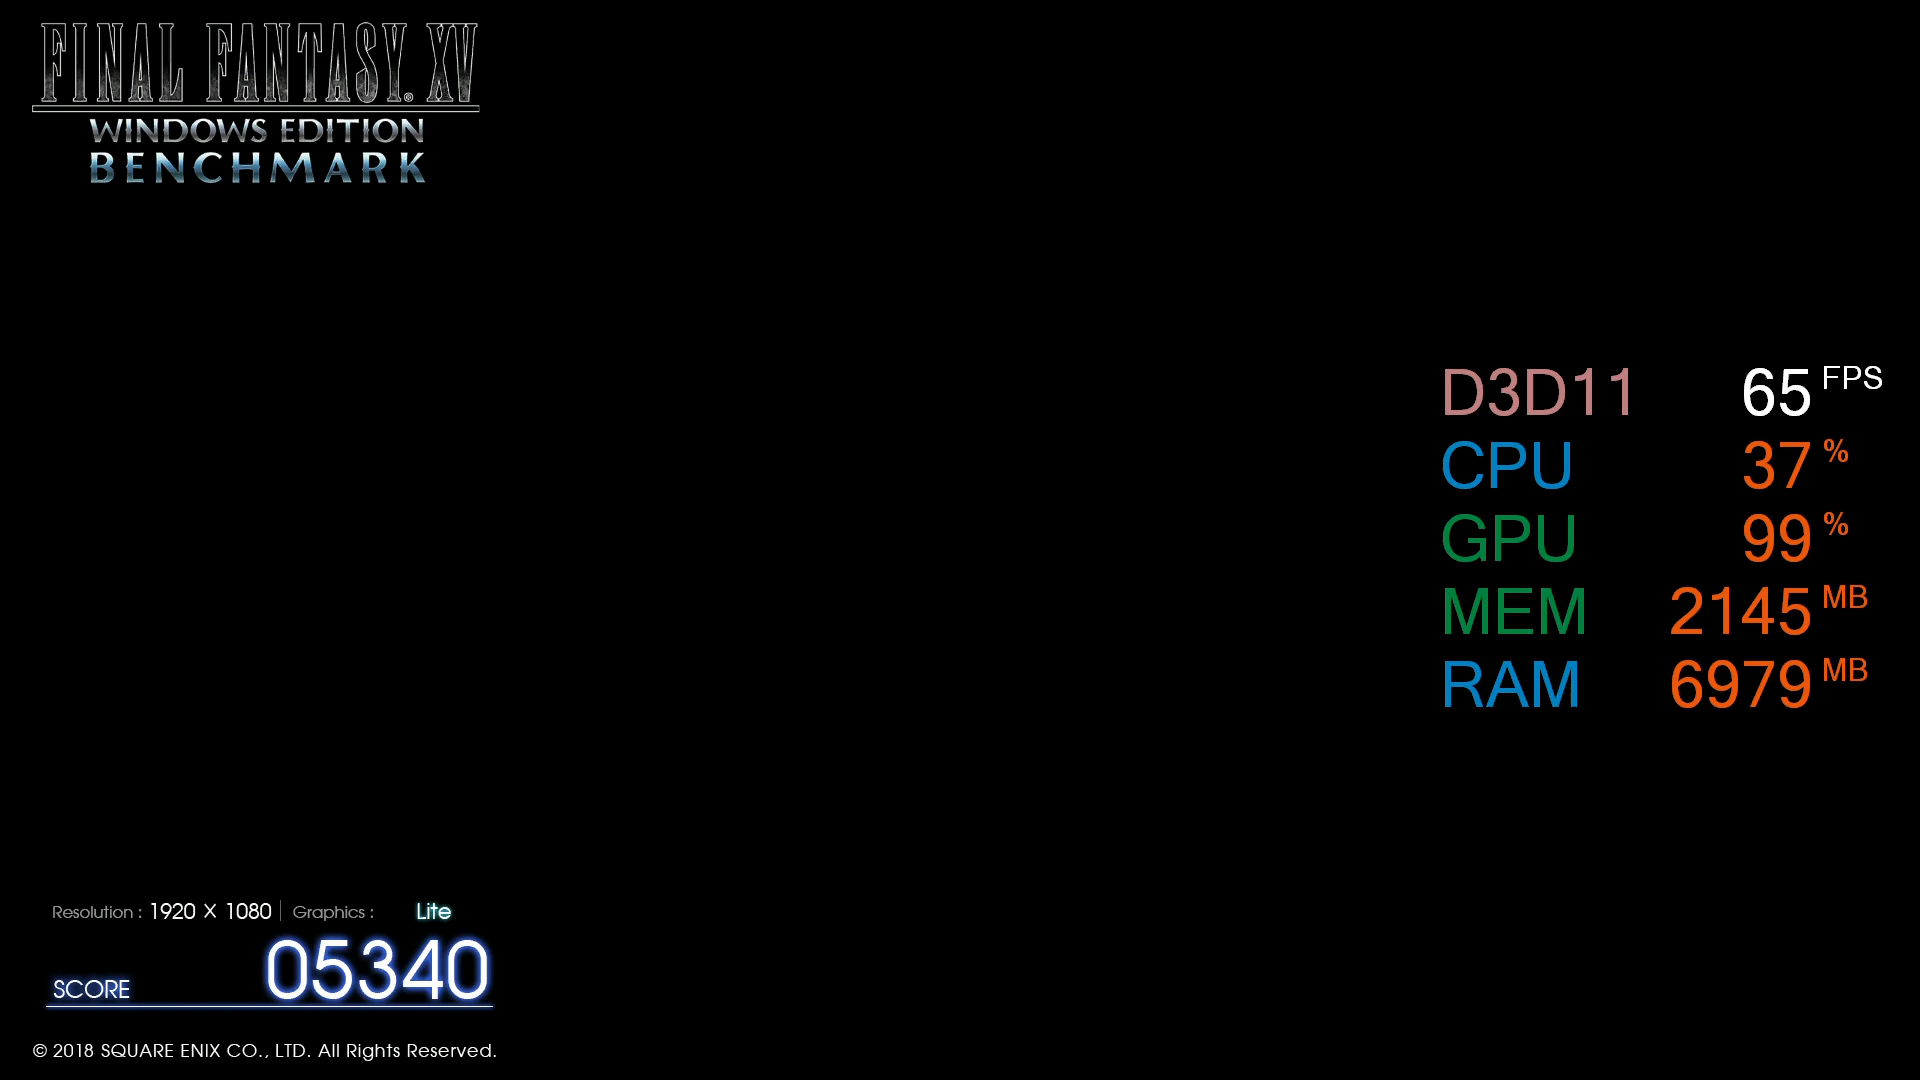 FINAL FANTASY® XV
WINDOWS EDITION
BENCHMARK
D3D11 65 FPS
CPU 37 %
GPU 99 %
MEM 2145 MB
RAM 6979 MB
Resolution : 1920 X 1080 | Graphics : Lite
SCORE 05340
© 2018 SQUARE ENIX CO., LTD. All Rights Reserved.